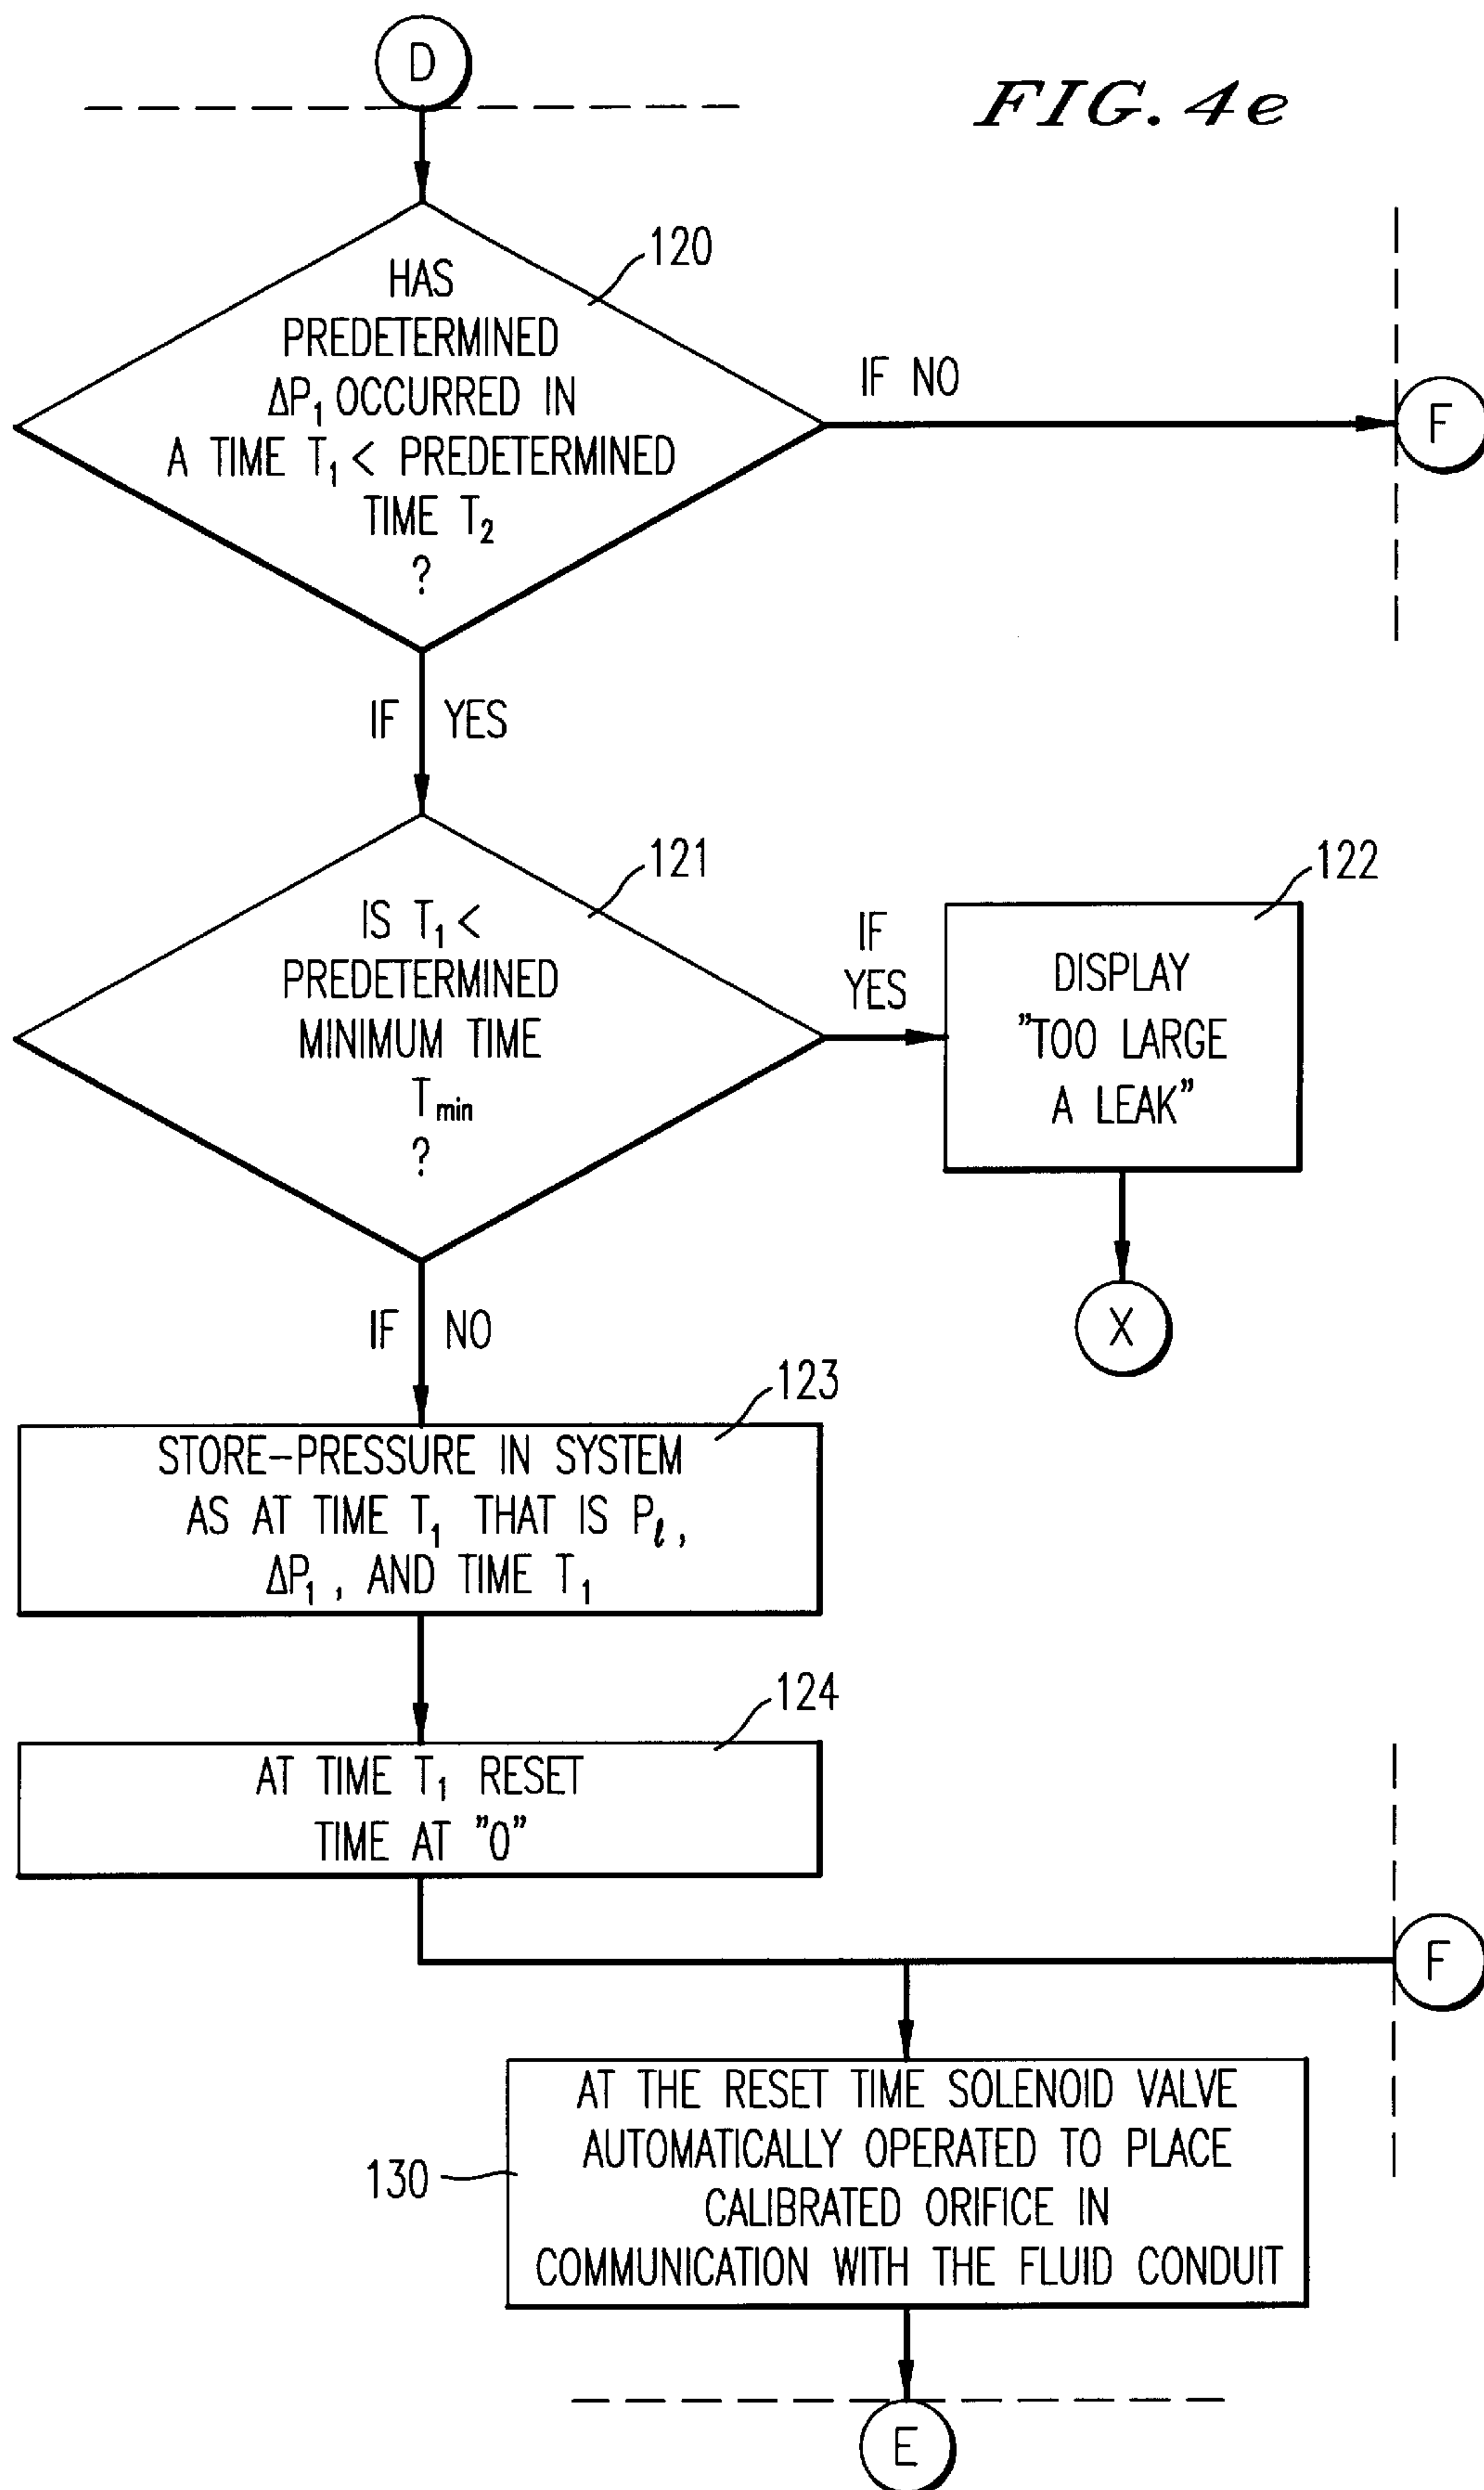 D
FIG. 4e
120
HAS
PREDETERMINED
ΔP₁ OCCURRED IN
A TIME T₁ < PREDETERMINED
TIME T₂
?
IF NO
F
IF YES
121
IS T₁ <
PREDETERMINED
MINIMUM TIME
Tmin
?
IF
YES
122
DISPLAY
"TOO LARGE
A LEAK"
X
IF NO
123
STORE-PRESSURE IN SYSTEM
AS AT TIME T₁ THAT IS Pℓ,
ΔP₁, AND TIME T₁
124
AT TIME T₁ RESET
TIME AT "0"
F
130
AT THE RESET TIME SOLENOID VALVE
AUTOMATICALLY OPERATED TO PLACE
CALIBRATED ORIFICE IN
COMMUNICATION WITH THE FLUID CONDUIT
E